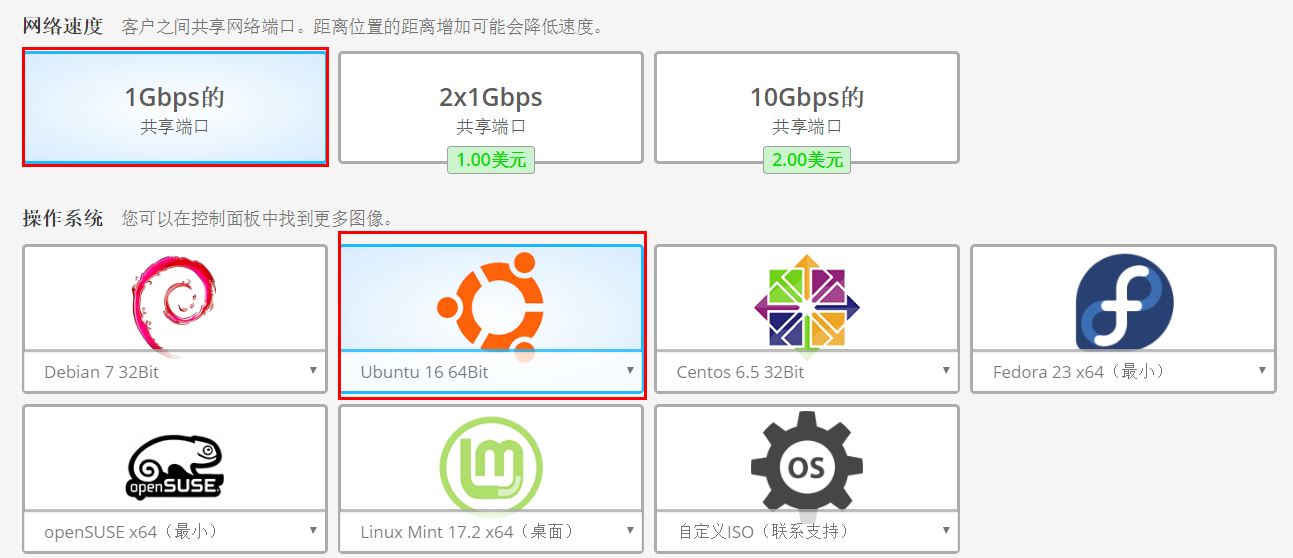 网络速度 客户之间共享网络端口。距离位置的距离增加可能会降低速度。
1Gbps的 2x1Gbps 10Gbps的
共享端口 共享端口 共享端口
1.00美元 2.00美元
操作系统 您可以在控制面板中找到更多图像。
Debian 7 32Bit Ubuntu 16 64Bit Centos 6.5 32Bit Fedora 23 x64（最小）
openSUSE OS
openSUSE x64（最小） Linux Mint 17.2 x64（桌面） 自定义ISO（联系支持）